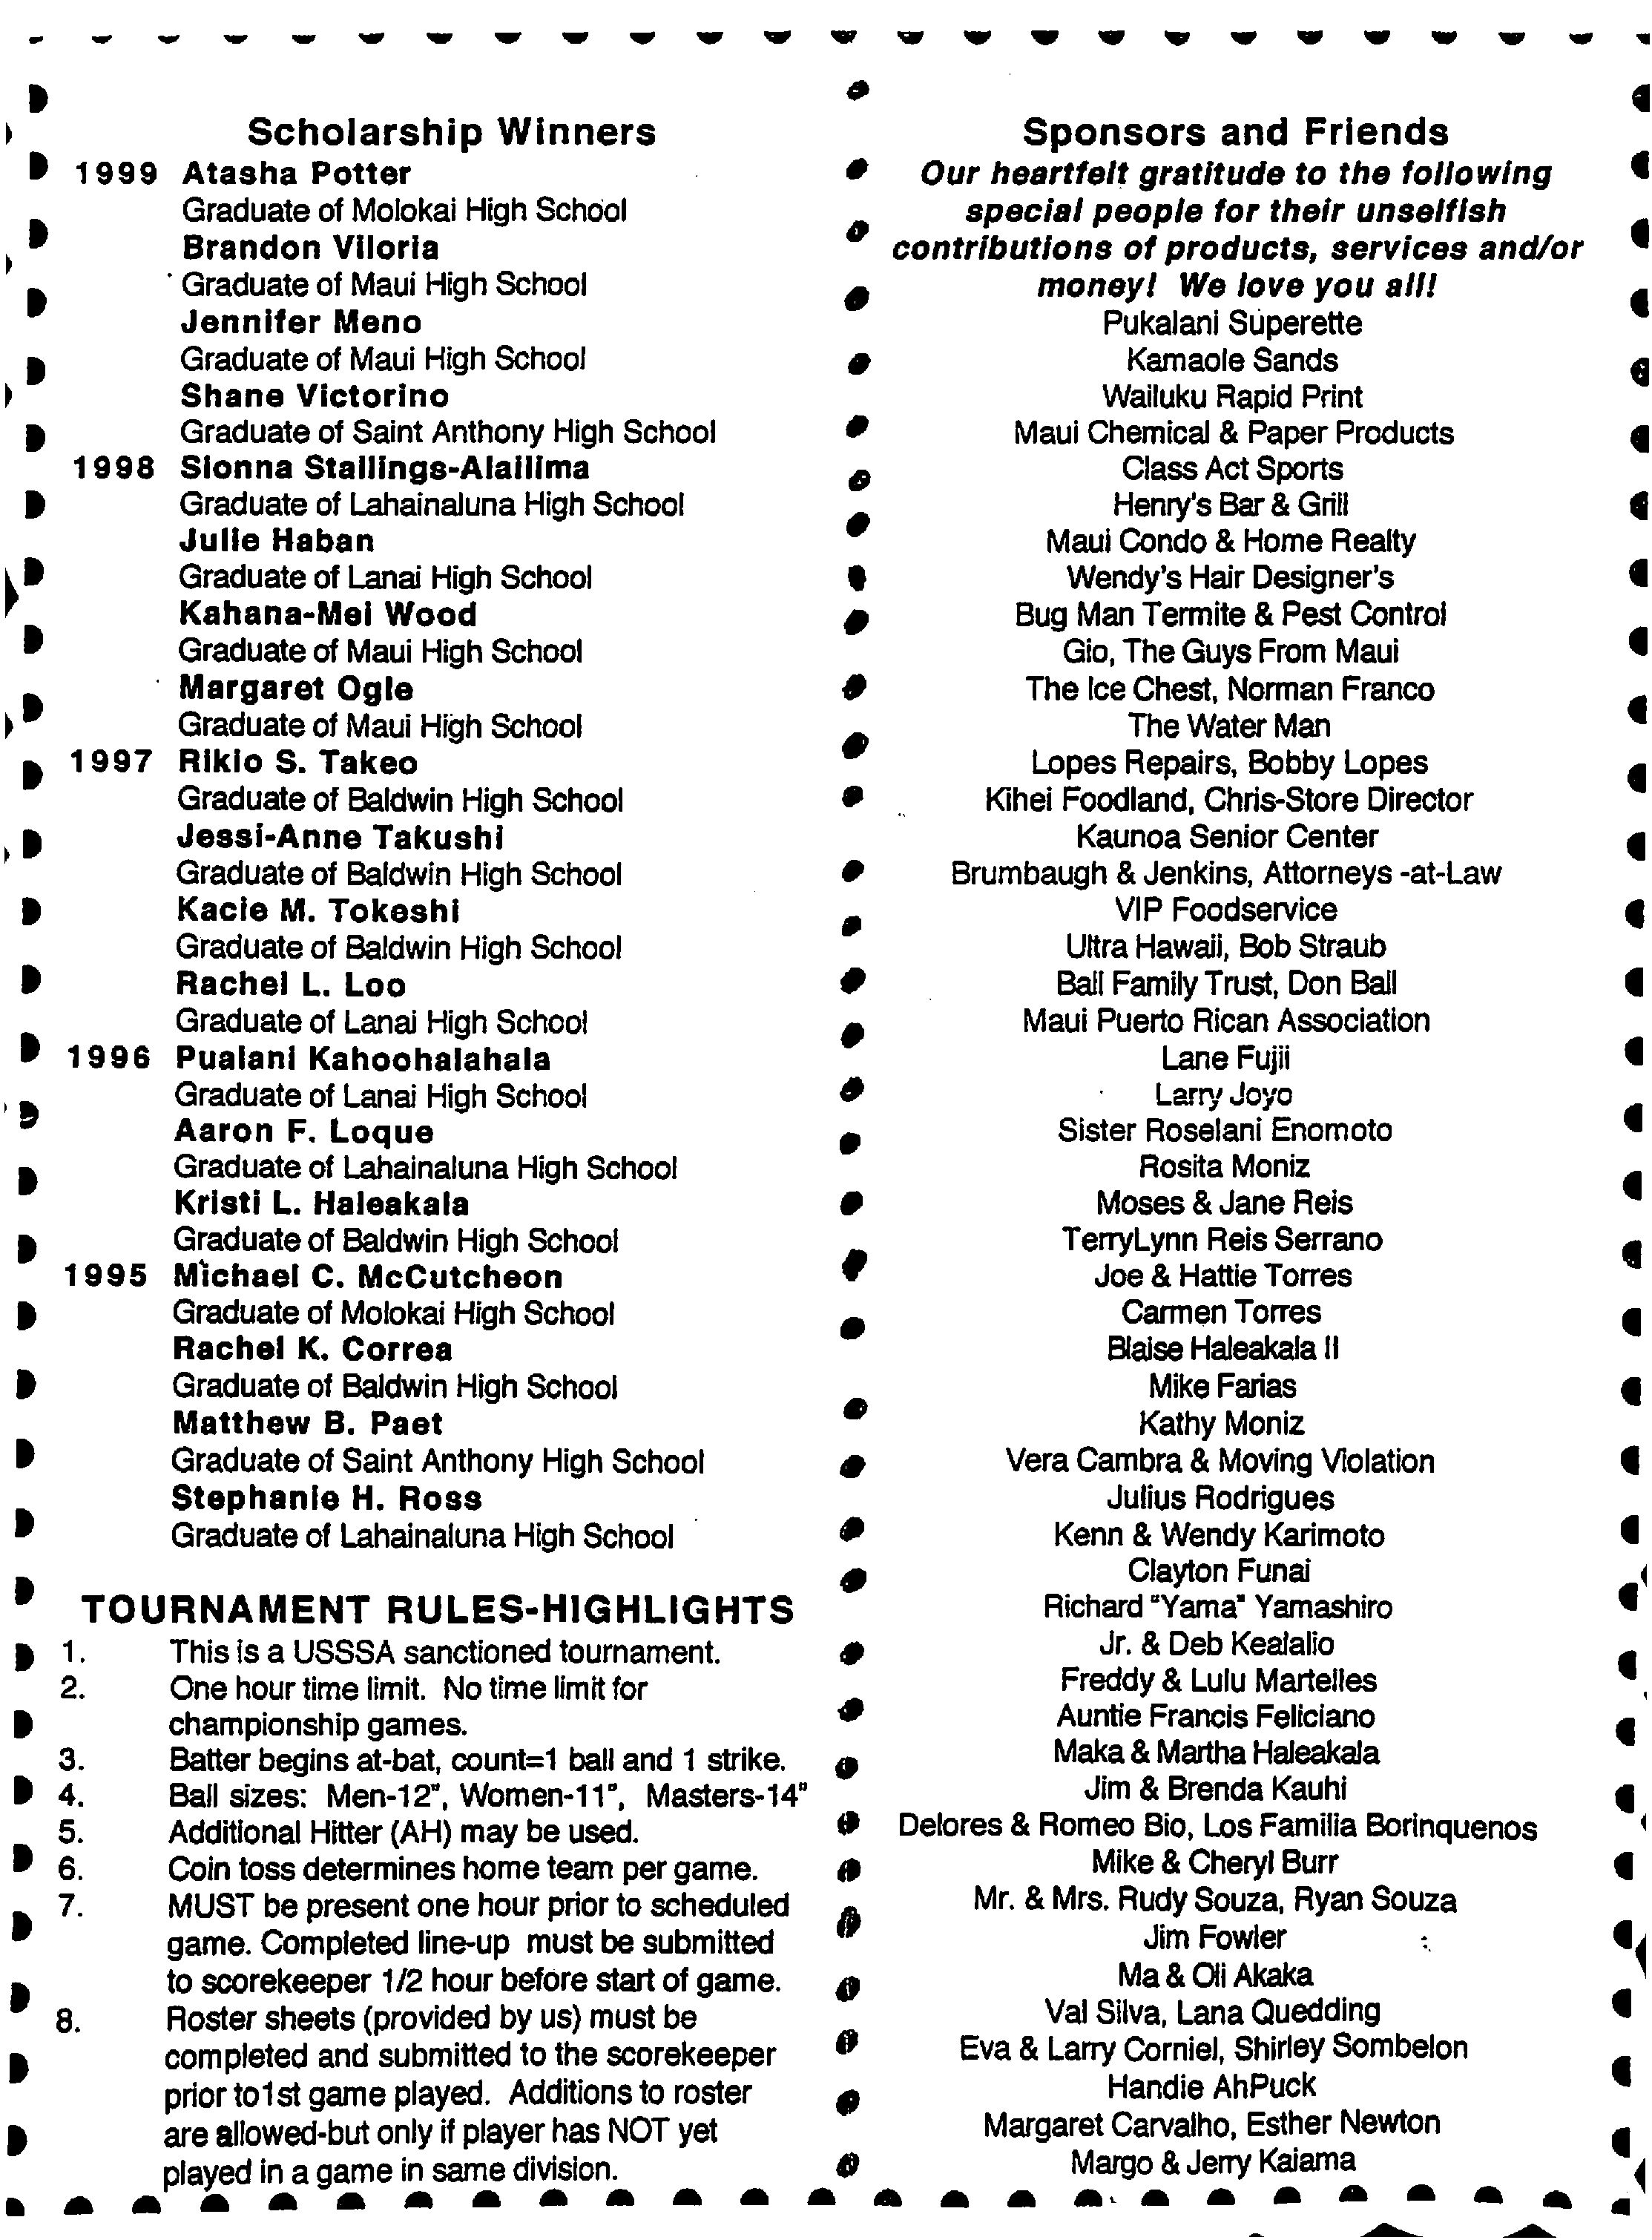 Scholarship Winners
1999 Atasha Potter
Graduate of Molokai High School
Brandon Viloria
Graduate of Maui High School
Jennifer Meno
Graduate of Maui High School
Shane Victorino
Graduate of Saint Anthony High School
1998 Sionna Stallings-Alailima
Graduate of Lahainaluna High School
Julie Haban
Graduate of Lanai High School
Kahana-Mei Wood
Graduate of Maui High School
Margaret Ogle
Graduate of Maui High School
1997 Rikio S. Takeo
Graduate of Baldwin High School
Jessi-Anne Takushi
Graduate of Baldwin High School
Kacie M. Tokeshi
Graduate of Baldwin High School
Rachel L. Loo
Graduate of Lanai High School
1996 Pualani Kahoohalahala
Graduate of Lanai High School
Aaron F. Loque
Graduate of Lahainaluna High School
Kristi L. Haleakala
Graduate of Baldwin High School
1995 Michael C. McCutcheon
Graduate of Molokai High School
Rachel K. Correa
Graduate of Baldwin High School
Matthew B. Paet
Graduate of Saint Anthony High School
Stephanie H. Ross
Graduate of Lahainaluna High School
TOURNAMENT RULES-HIGHLIGHTS
1. This is a USSSA sanctioned tournament.
2. One hour time limit. No time limit for
championship games.
3. Batter begins at-bat, count=1 ball and 1 strike.
4. Ball sizes: Men-12", Women-11", Masters-14"
5. Additional Hitter (AH) may be used.
6. Coin toss determines home team per game.
7. MUST be present one hour prior to scheduled
game. Completed line-up must be submitted
to scorekeeper 1/2 hour before start of game.
8. Roster sheets (provided by us) must be
completed and submitted to the scorekeeper
prior to1st game played. Additions to roster
are allowed-but only if player has NOT yet
played in a game in same division.
Sponsors and Friends
Our heartfelt gratitude to the following
special people for their unselfish
contributions of products, services and/or
money! We love you all!
Pukalani Superette
Kamaole Sands
Wailuku Rapid Print
Maui Chemical & Paper Products
Class Act Sports
Henry's Bar & Grill
Maui Condo & Home Realty
Wendy's Hair Designer's
Bug Man Termite & Pest Control
Gio, The Guys From Maui
The Ice Chest, Norman Franco
The Water Man
Lopes Repairs, Bobby Lopes
Kihei Foodland, Chris-Store Director
Kaunoa Senior Center
Brumbaugh & Jenkins, Attorneys -at-Law
VIP Foodservice
Ultra Hawaii, Bob Straub
Ball Family Trust, Don Ball
Maui Puerto Rican Association
Lane Fujii
Larry Joyo
Sister Roselani Enomoto
Rosita Moniz
Moses & Jane Reis
TerryLynn Reis Serrano
Joe & Hattie Torres
Carmen Torres
Blaise Haleakala II
Mike Farias
Kathy Moniz
Vera Cambra & Moving Violation
Julius Rodrigues
Kenn & Wendy Karimoto
Clayton Funai
Richard "Yama" Yamashiro
Jr. & Deb Kealalio
Freddy & Lulu Martelles
Auntie Francis Feliciano
Maka & Martha Haleakala
Jim & Brenda Kauhi
Delores & Romeo Bio, Los Familia Borinquenos
Mike & Cheryl Burr
Mr. & Mrs. Rudy Souza, Ryan Souza
Jim Fowler
Ma & Oli Akaka
Val Silva, Lana Quedding
Eva & Larry Corniel, Shirley Sombelon
Handie AhPuck
Margaret Carvalho, Esther Newton
Margo & Jerry Kaiama